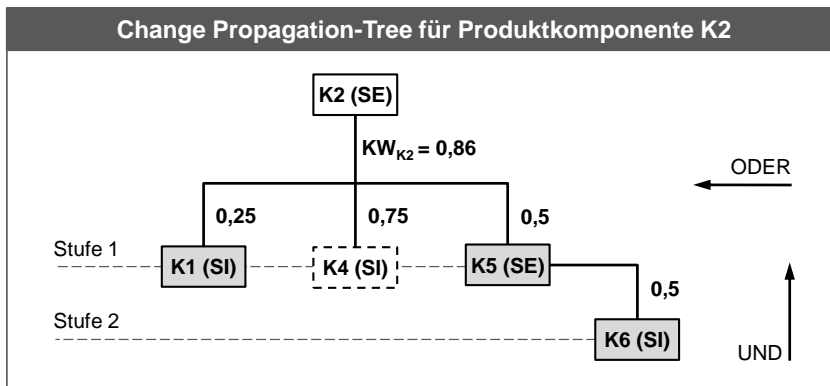 Change Propagation-Tree für Produktkomponente K2
K2 (SE)
KW_K2 = 0,86
ODER
0,25
0,75
0,5
Stufe 1
K1 (SI)
K4 (SI)
K5 (SE)
0,5
Stufe 2
K6 (SI)
UND